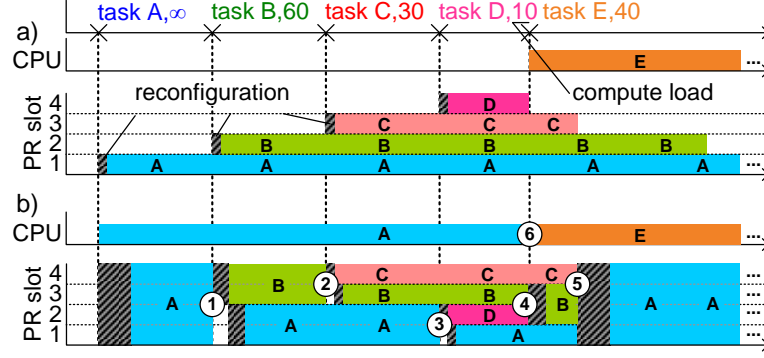 task A,∞ task B,60 task C,30 task D,10 task E,40
a)
CPU E ...
reconfiguration compute load
4 D
3 C C C
2 B B B B B
1 A A A A A A ...
PR slot
b)
CPU A 6 E ...
4 C C C 5 ...
3 B 2 B B B ...
2 A 1 3 D 4 A A ...
1 A A A ...
PR slot